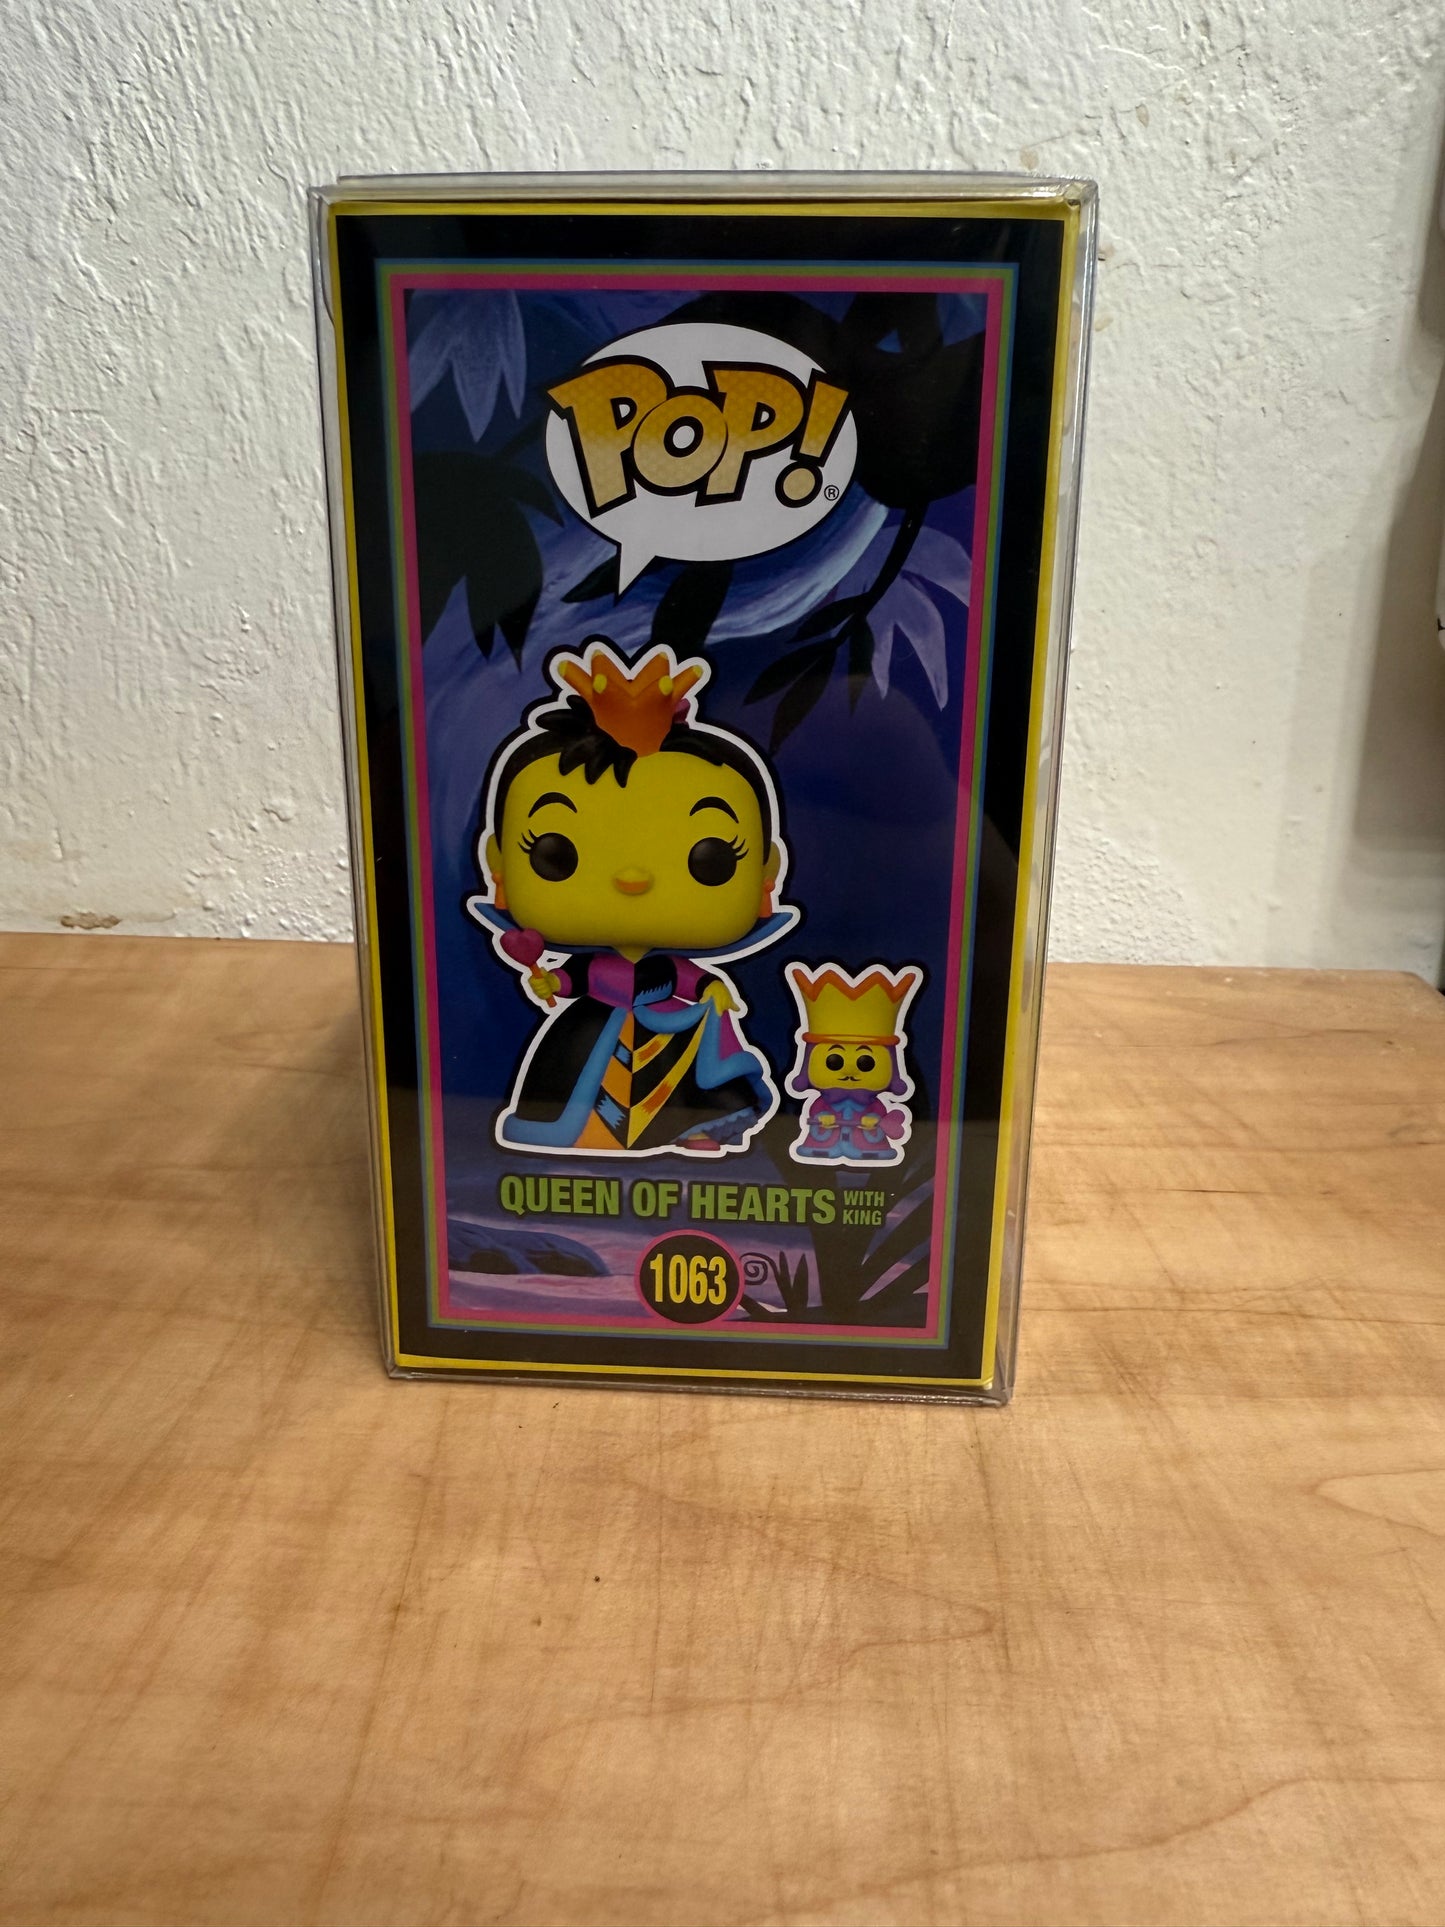 POP!®
QUEEN OF HEARTS WITH
KING
1063